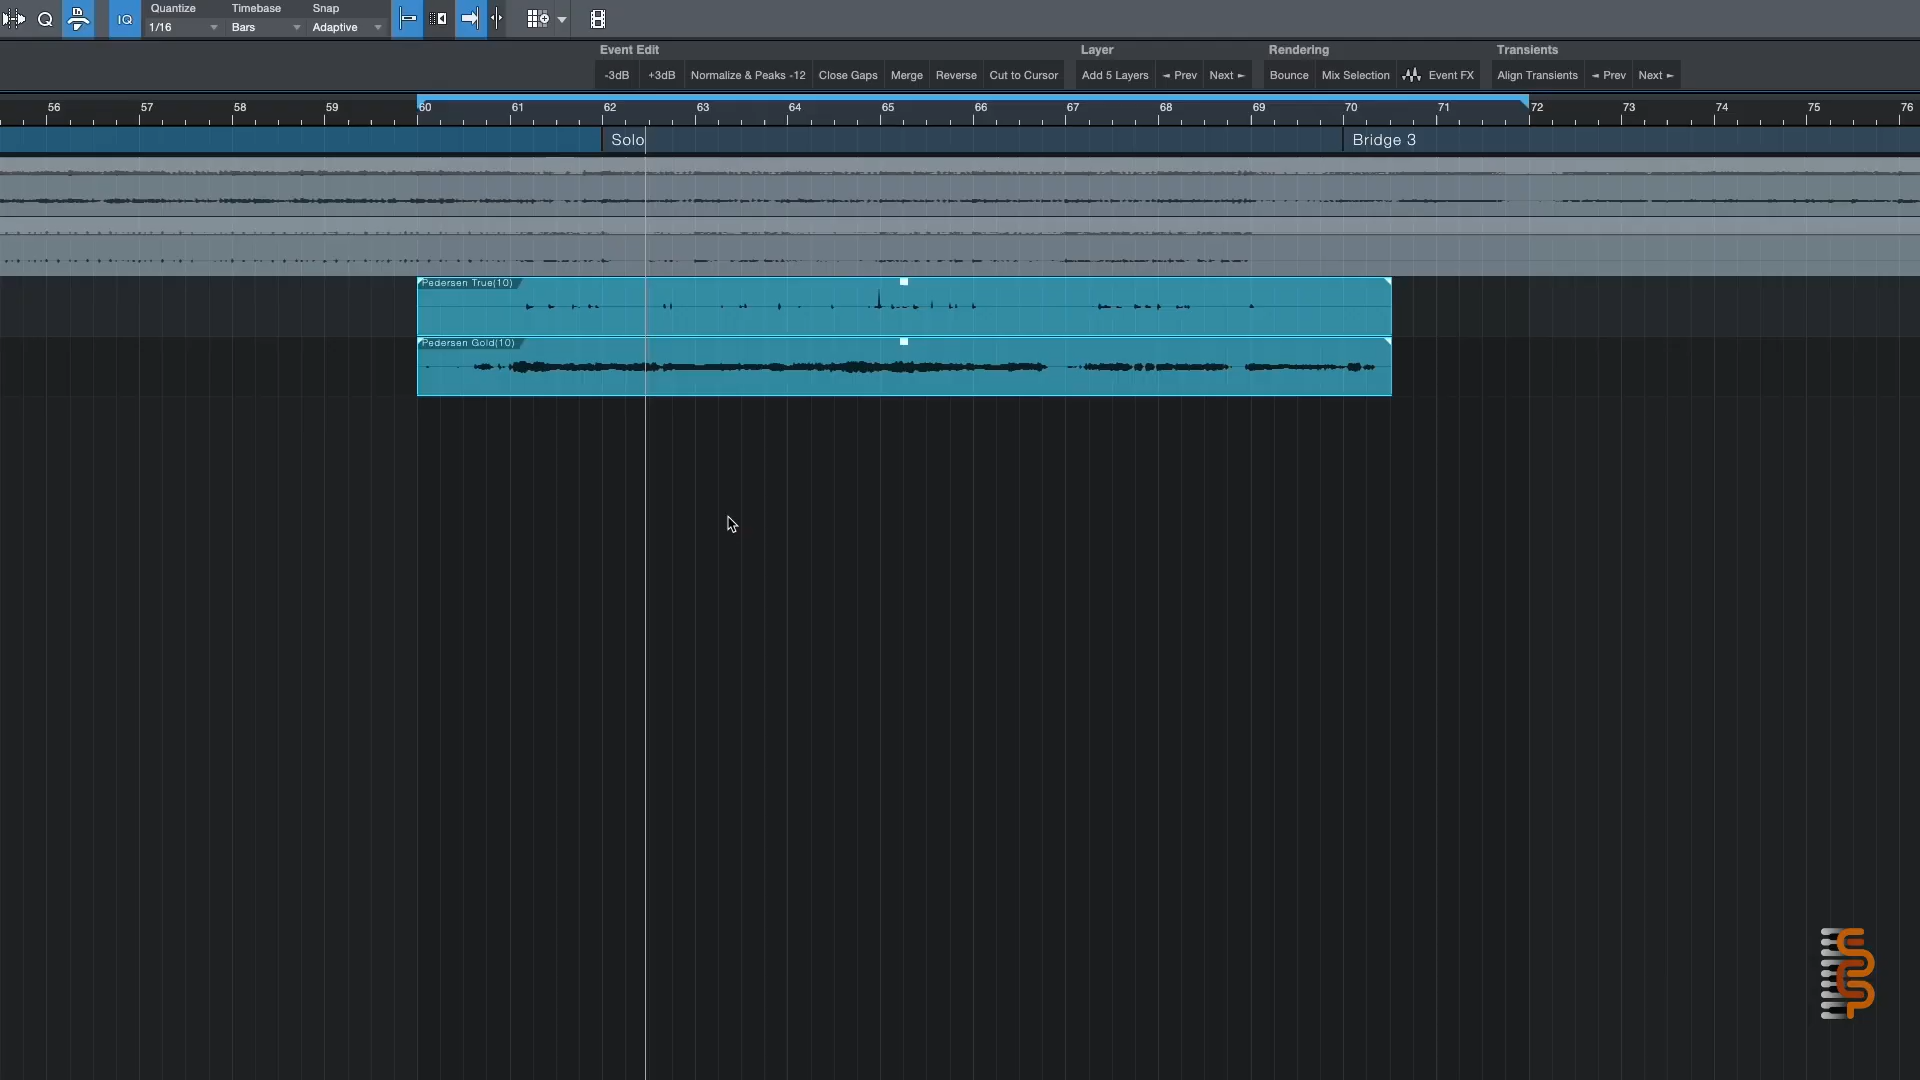 Quantize Timebase Snap
IQ 1/16 Bars Adaptive
Event Edit Layer Rendering Transients
-3dB +3dB Normalize & Peaks -12 Close Gaps Merge Reverse Cut to Cursor Add 5 Layers Prev Next Bounce Mix Selection Event FX Align Transients Prev Next
56 57 58 59 60 61 62 63 64 65 66 67 68 69 70 71 72 73 74 75 76
Solo Bridge 3
Pedersen True(10)
Pedersen Gold(10)